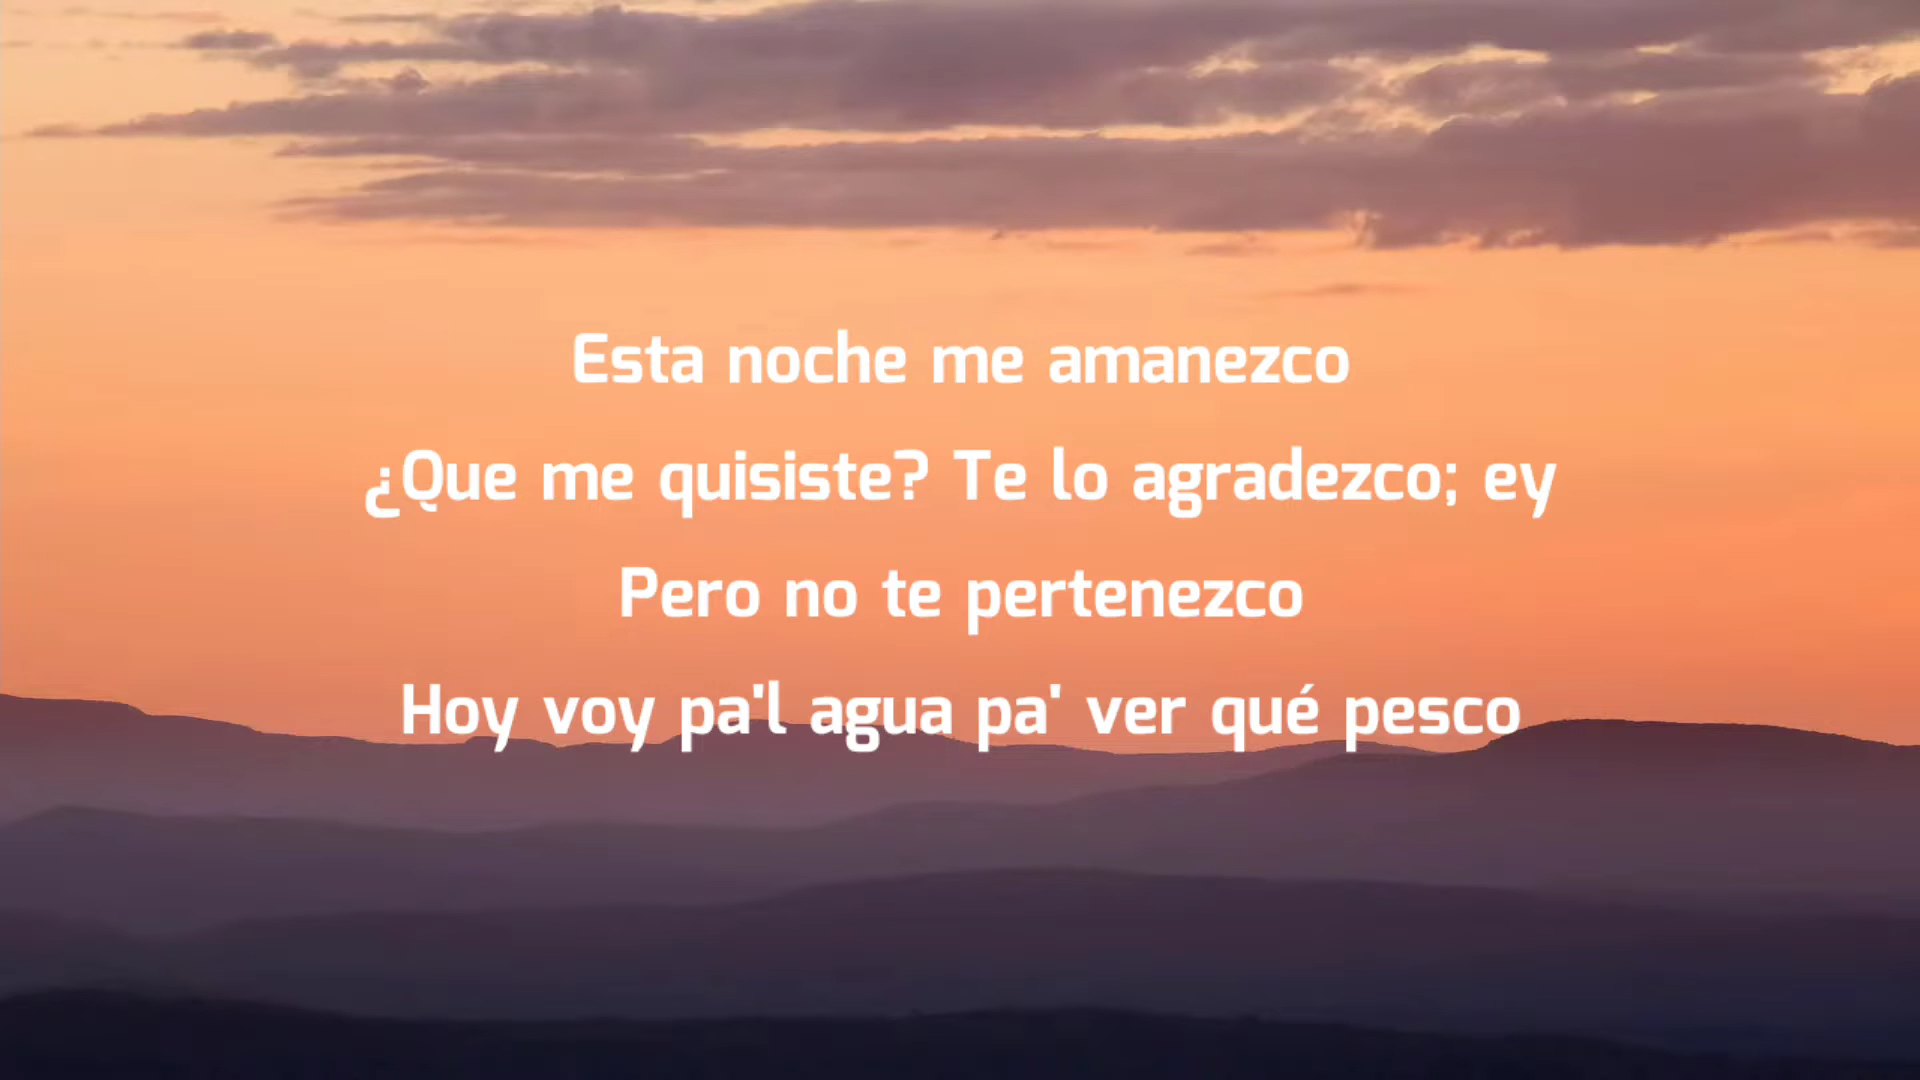 Esta noche me amanezco
¿Que me quisiste? Te lo agradezco; ey
Pero no te pertenezco
Hoy voy pa'l agua pa' ver qué pesco